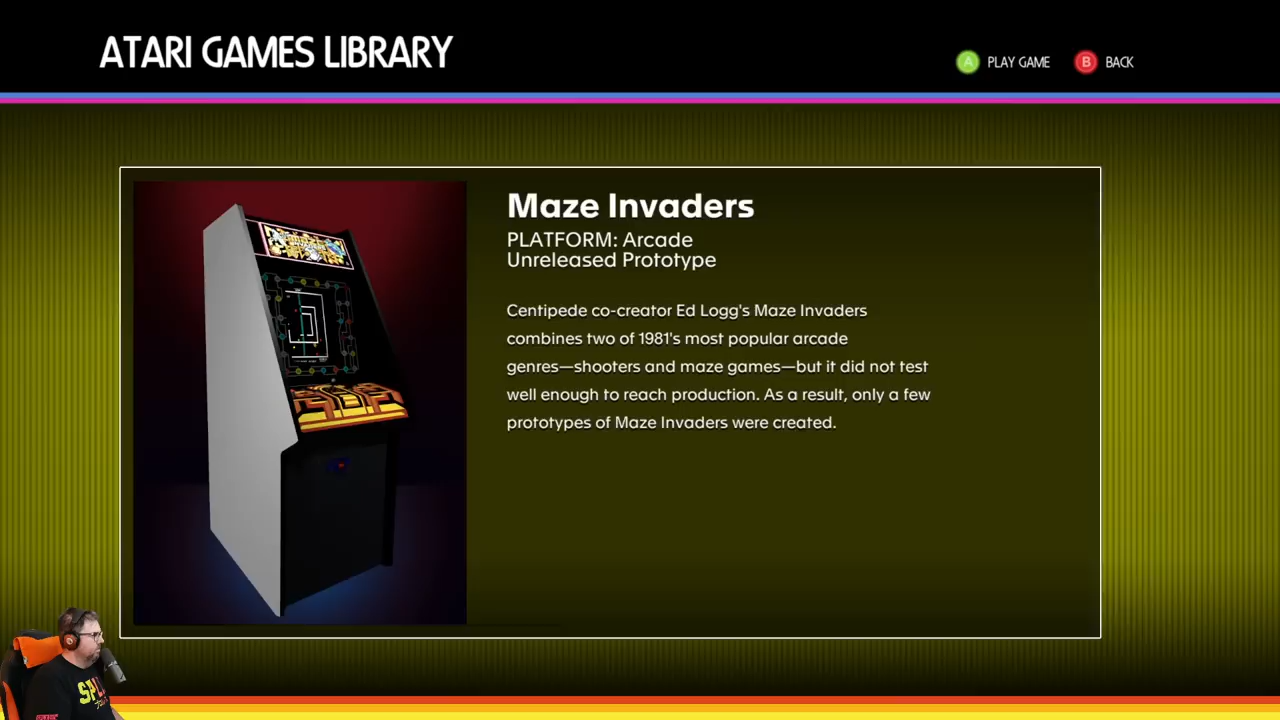 ATARI GAMES LIBRARY
A PLAY GAME B BACK
Maze Invaders
PLATFORM: Arcade
Unreleased Prototype
Centipede co-creator Ed Logg's Maze Invaders
combines two of 1981's most popular arcade
genres—shooters and maze games—but it did not test
well enough to reach production. As a result, only a few
prototypes of Maze Invaders were created.